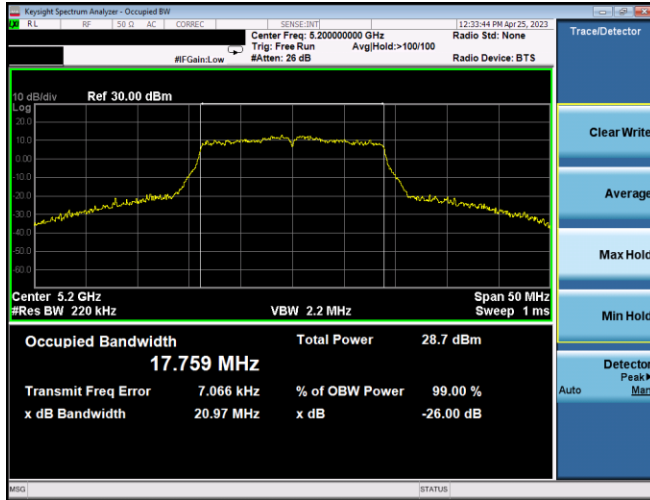 Keysight Spectrum Analyzer - Occupied BW
RL RF 50 Ω AC CORREC SENSE:INT 12:33:44 PM Apr 25, 2023
Center Freq: 5.200000000 GHz Radio Std: None
Trig: Free Run Avg|Hold:>100/100
#IFGain:Low #Atten: 26 dB Radio Device: BTS
Trace/Detector
10 dB/div Ref 30.00 dBm
Log
20.0
10.0
0.00
-10.0
-20.0
-30.0
-40.0
-50.0
-60.0
Center 5.2 GHz Span 50 MHz
#Res BW 220 kHz VBW 2.2 MHz Sweep 1 ms
Occupied Bandwidth Total Power 28.7 dBm
17.759 MHz
Transmit Freq Error 7.066 kHz % of OBW Power 99.00 %
x dB Bandwidth 20.97 MHz x dB -26.00 dB
Clear Write
Average
Max Hold
Min Hold
Detector
Peak
Auto Man
MSG STATUS